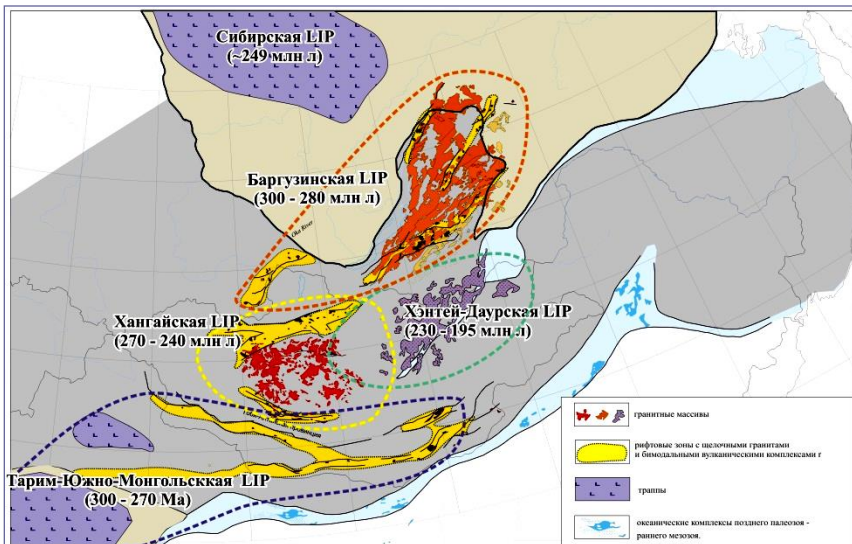 Сибирская LIP
(~249 млн л)
Баргузинская LIP
(300 - 280 млн л)
Oka River
Хангайская LIP
(270 - 240 млн л)
Хэнтей-Даурская LIP
(230 - 195 млн л)
Тарим-Южно-Монгольсккая LIP
(300 - 270 Ma)
гранитные массивы
рифтовые зоны с щелочными гранитами
и бимодальными вулканическими комплексами г
траппы
океанические комплексы позднего палеозоя -
раннего мезозоя.